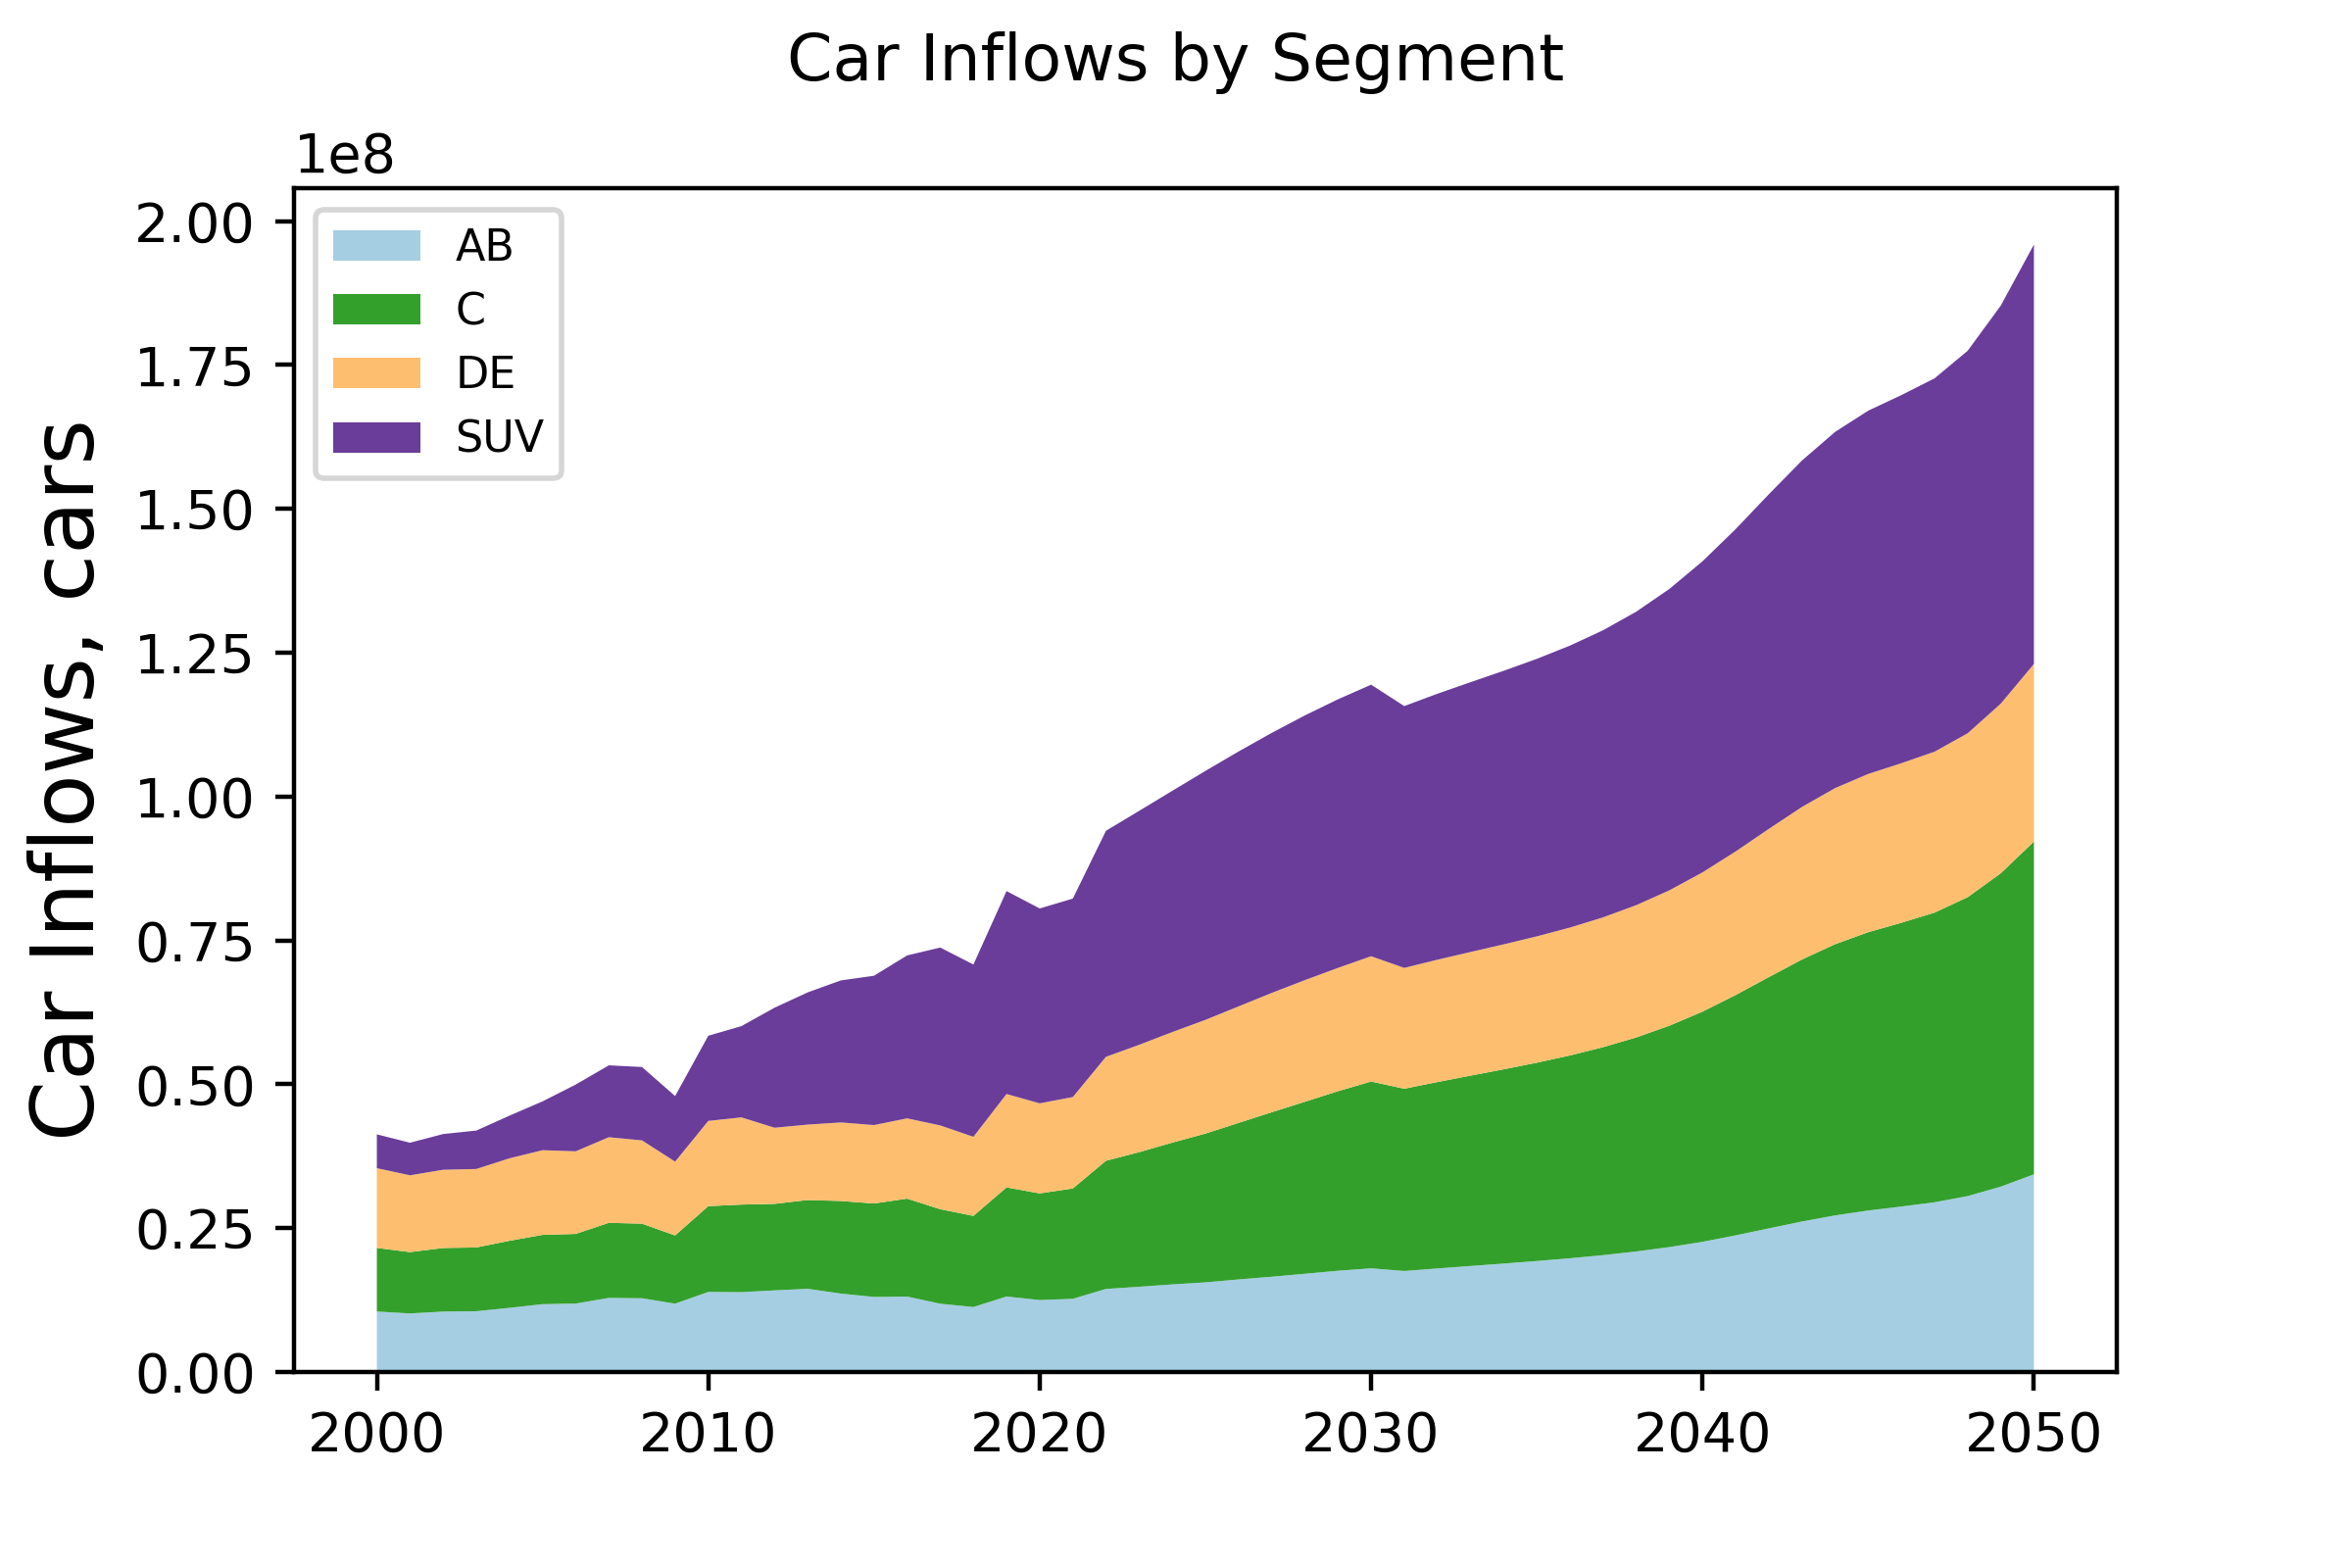 Car Inflows by Segment
1e8
Car Inflows, cars
2.00
1.75
1.50
1.25
1.00
0.75
0.50
0.25
0.00
AB
C
DE
SUV
2000 2010 2020 2030 2040 2050